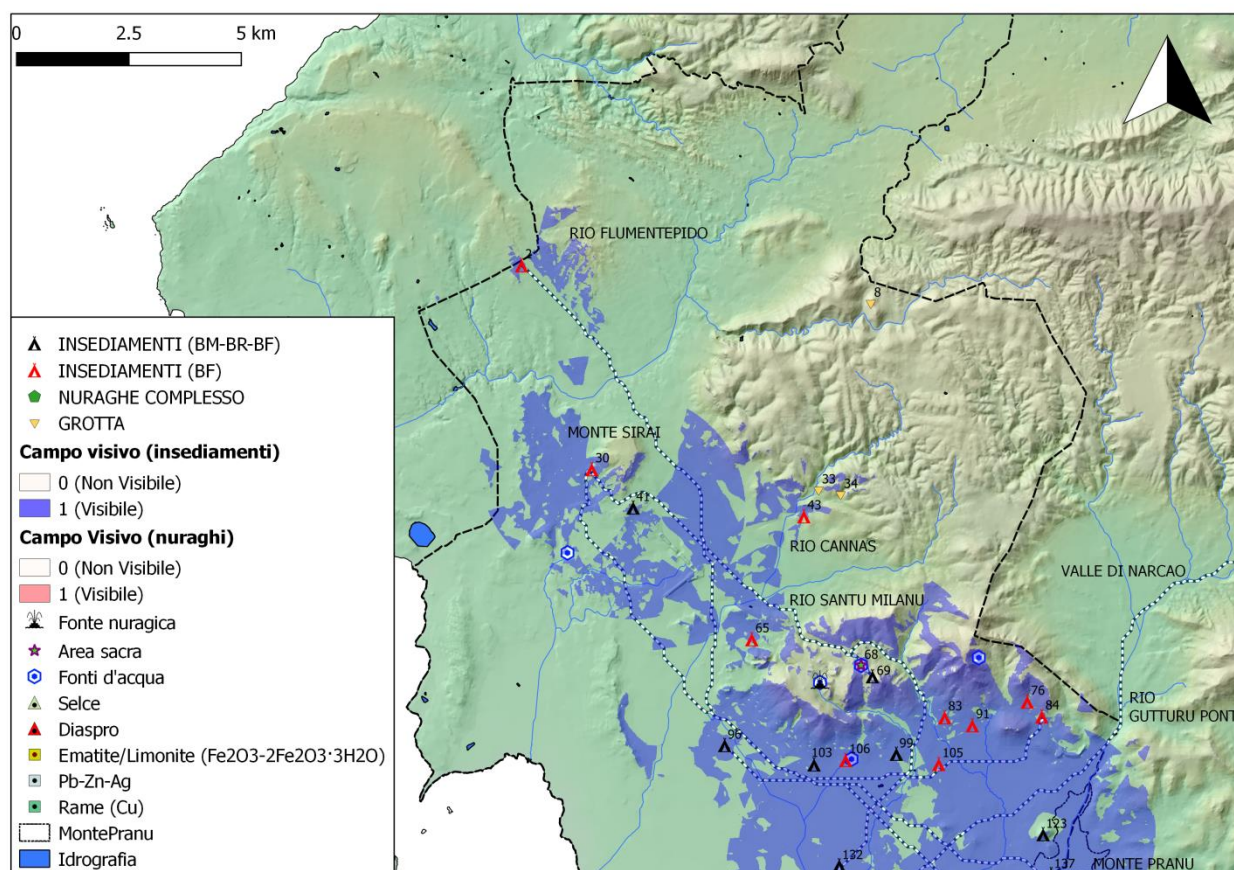 0 2.5 5 km
2
RIO FLUMENTEPIDO
8
INSEDIAMENTI (BM-BR-BF)
INSEDIAMENTI (BF)
NURAGHE COMPLESSO
GROTTA
Campo visivo (insediamenti)
0 (Non Visibile)
1 (Visibile)
Campo Visivo (nuraghi)
0 (Non Visibile)
1 (Visibile)
Fonte nuragica
Area sacra
Fonti d'acqua
Selce
Diaspro
Ematite/Limonite (Fe2O3-2Fe2O3·3H2O)
Pb-Zn-Ag
Rame (Cu)
MontePranu
Idrografia
MONTE SIRAI
30
33
34
43
RIO CANNAS
VALLE DI NARCAO
RIO SANTU MILANU
65
68
69
76
RIO
GUTTURU PONT
83
84
91
96
99
103
106
105
123
132
137
MONTE PRANU